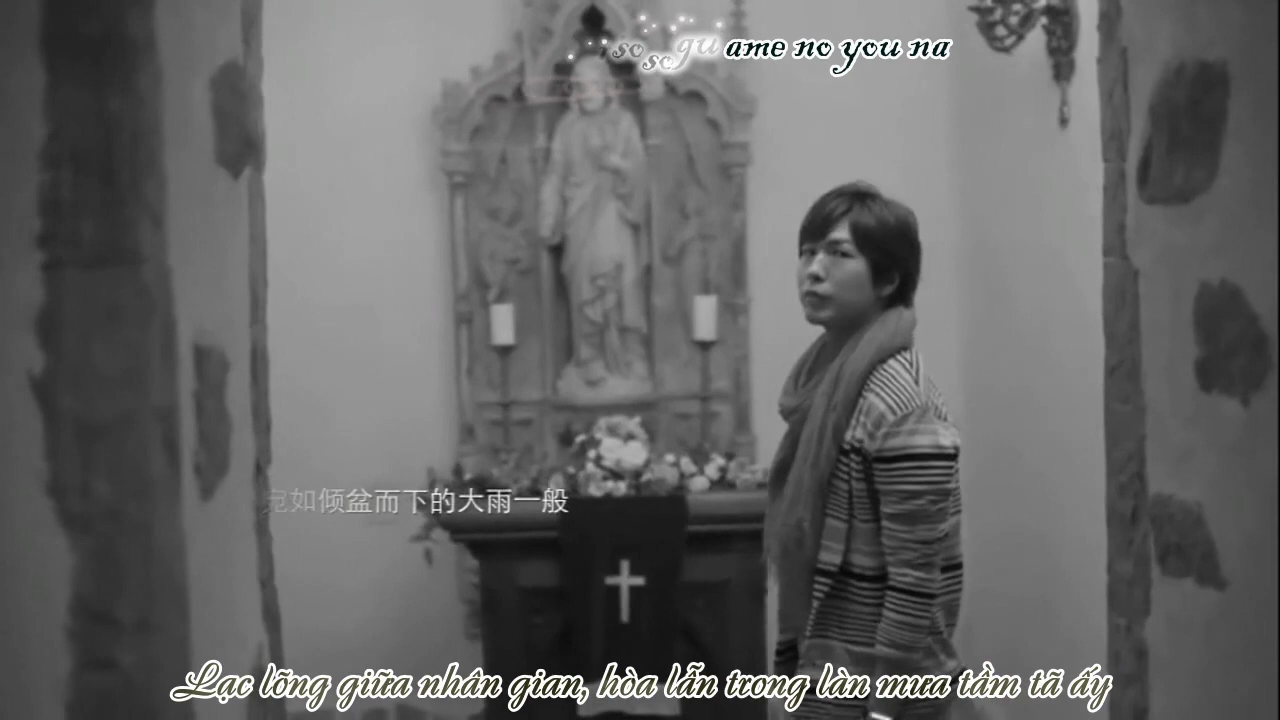 so so gu ame no you na
宛如倾盆而下的大雨一般
Lạc lõng giữa nhân gian, hòa lẫn trong làn mưa tầm tã ấy